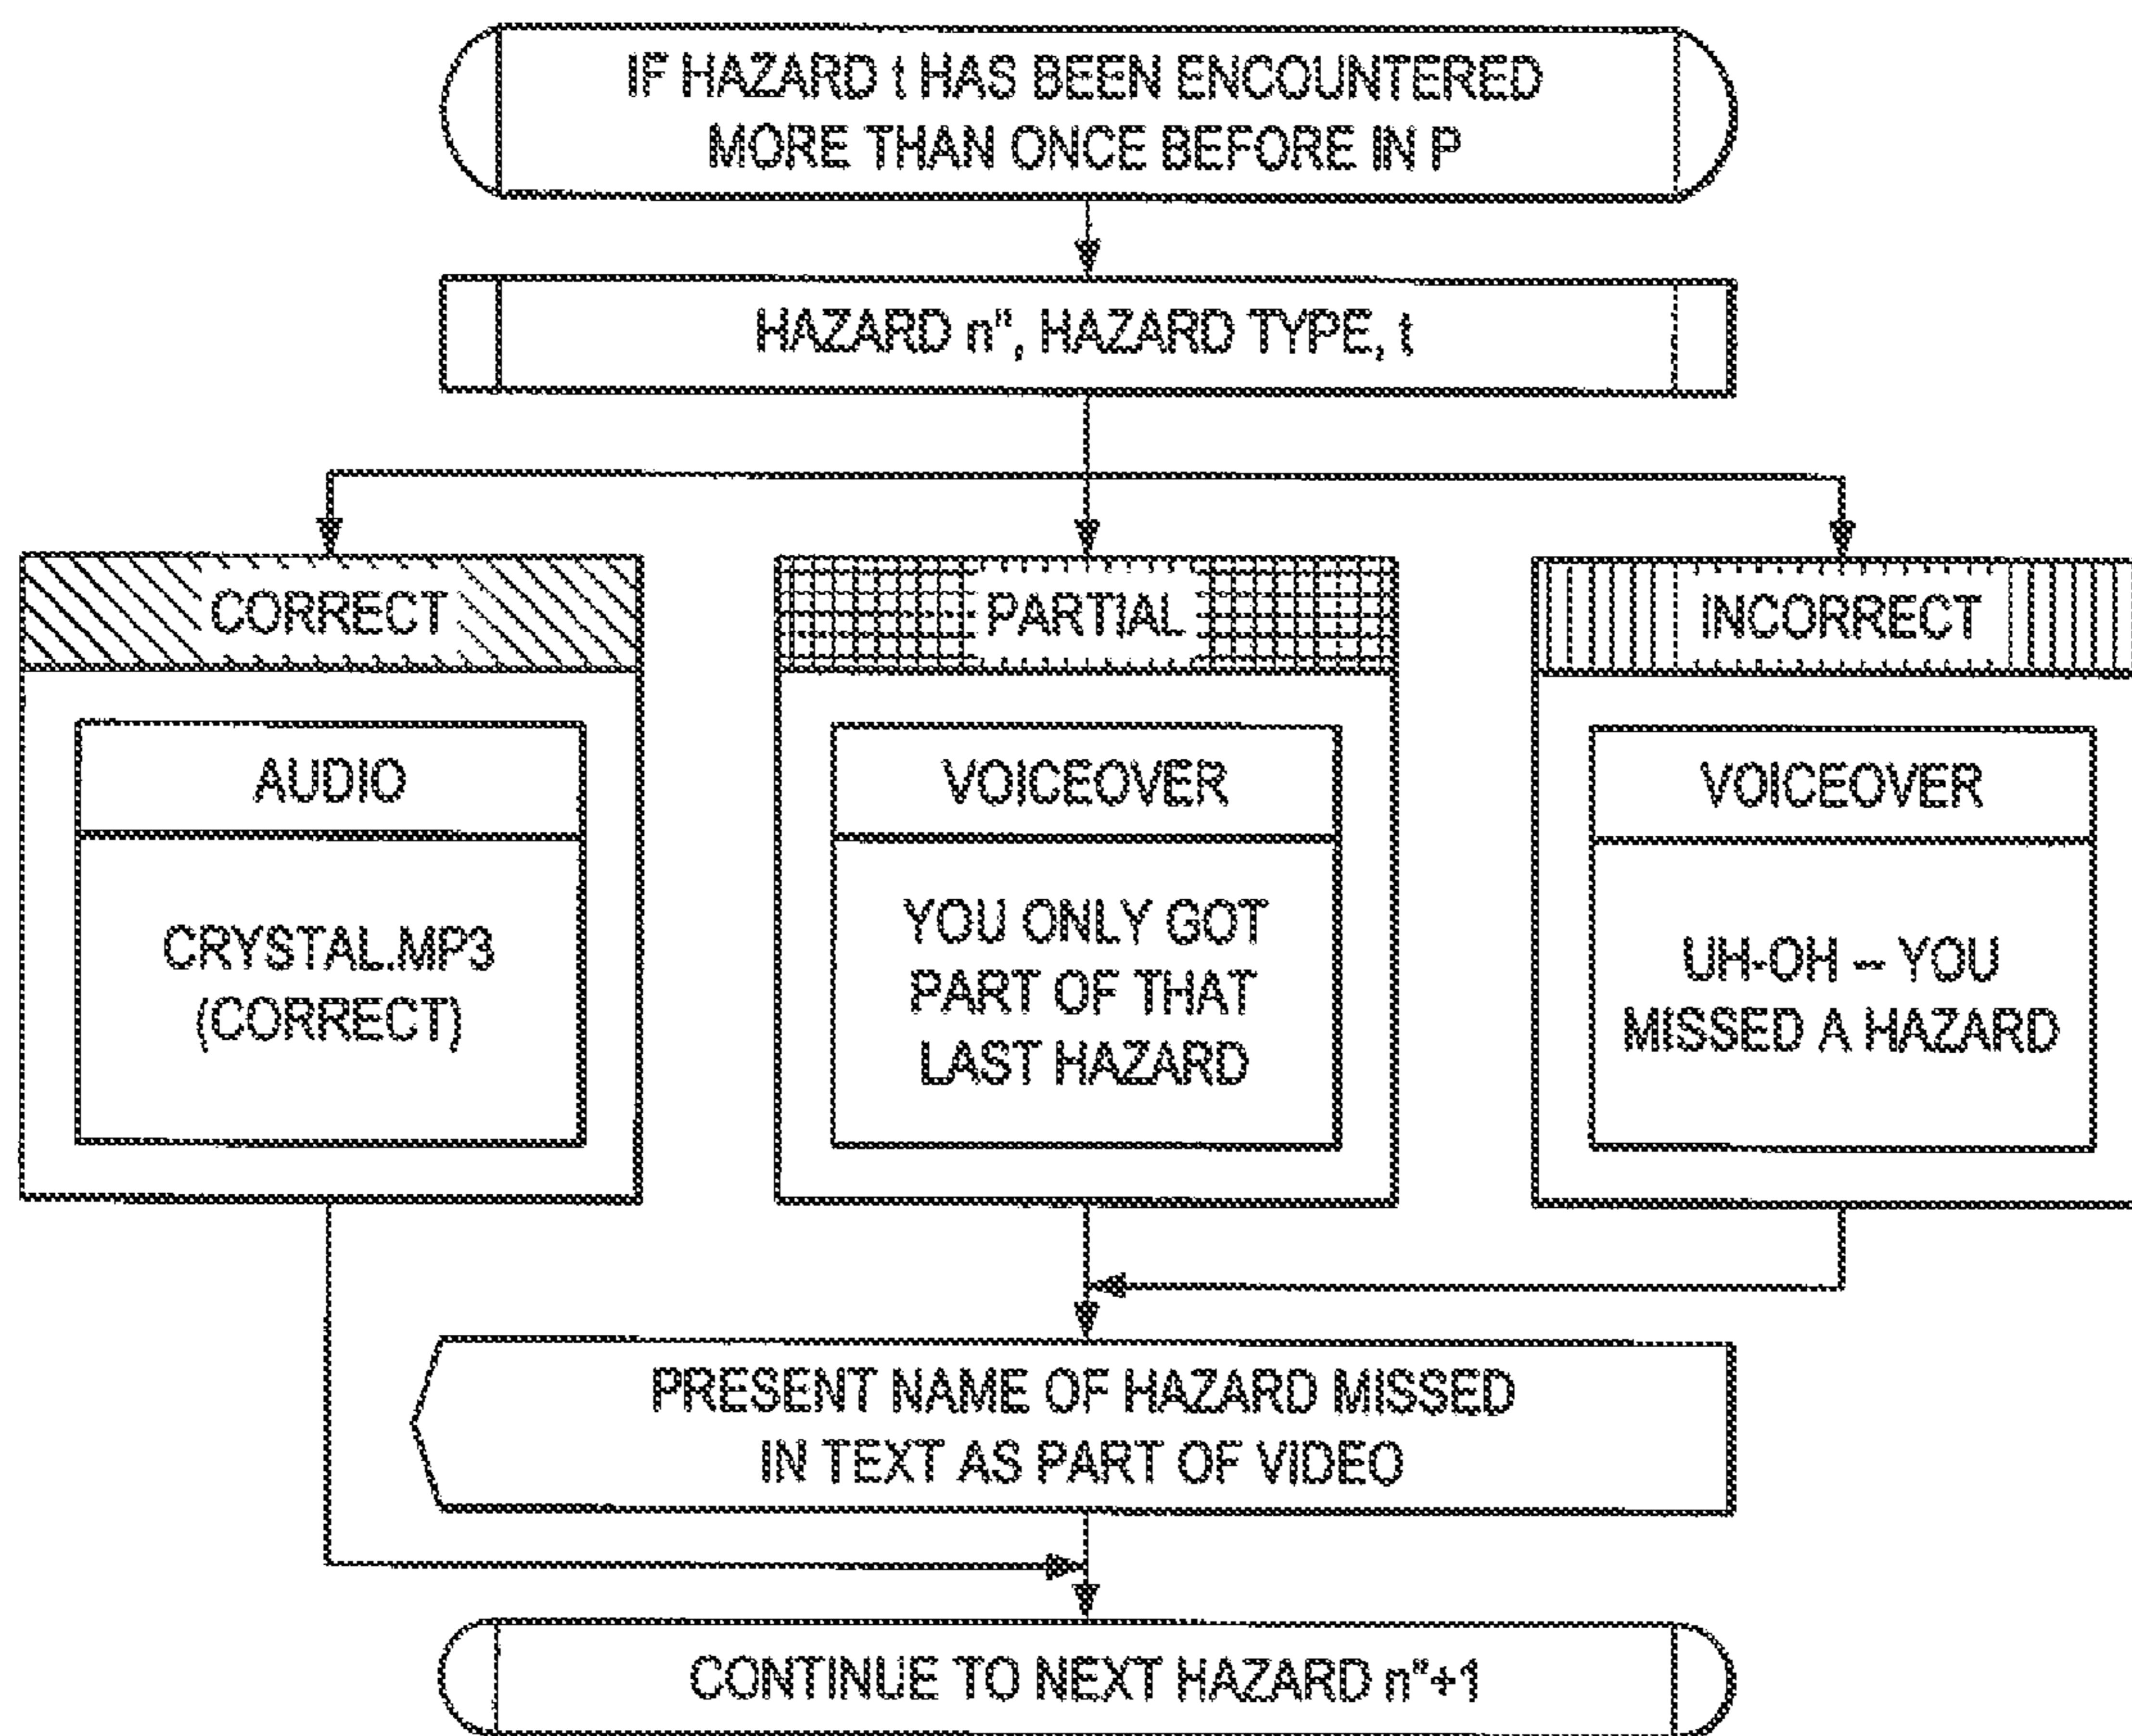 IF HAZARD t HAS BEEN ENCOUNTERED
MORE THAN ONCE BEFORE IN P
HAZARD n", HAZARD TYPE, t
CORRECT
AUDIO
CRYSTAL.MP3
(CORRECT)
PARTIAL
VOICEOVER
YOU ONLY GOT
PART OF THAT
LAST HAZARD
INCORRECT
VOICEOVER
UH-OH -- YOU
MISSED A HAZARD
PRESENT NAME OF HAZARD MISSED
IN TEXT AS PART OF VIDEO
CONTINUE TO NEXT HAZARD n"+1